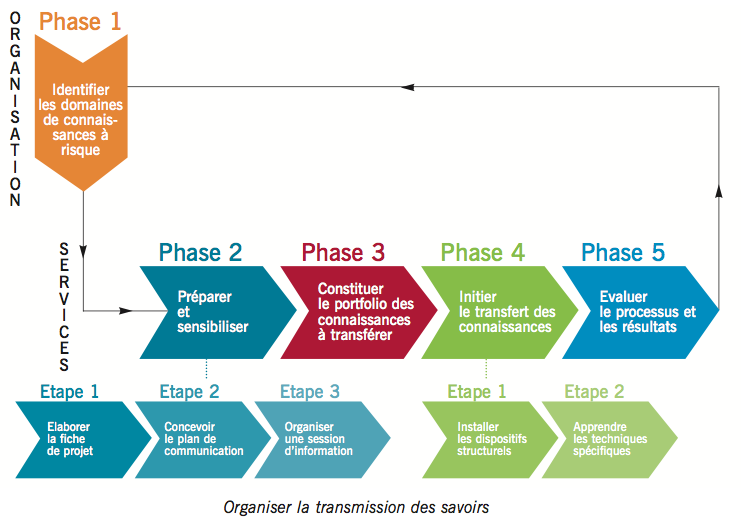 ORGANISATION
Phase 1
Identifier
les domaines
de connais-
sances à
risque
SERVICES
Phase 2
Préparer
et
sensibiliser
Phase 3
Constituer
le portfolio des
connaissances
à transférer
Phase 4
Initier
le transfert des
connaissances
Phase 5
Evaluer
le processus et
les résultats
Etape 1
Elaborer
la fiche
de projet
Etape 2
Concevoir
le plan de
communication
Etape 3
Organiser
une session
d'information
Etape 1
Installer
les dispositifs
structurels
Etape 2
Apprendre
les techniques
spécifiques
Organiser la transmission des savoirs